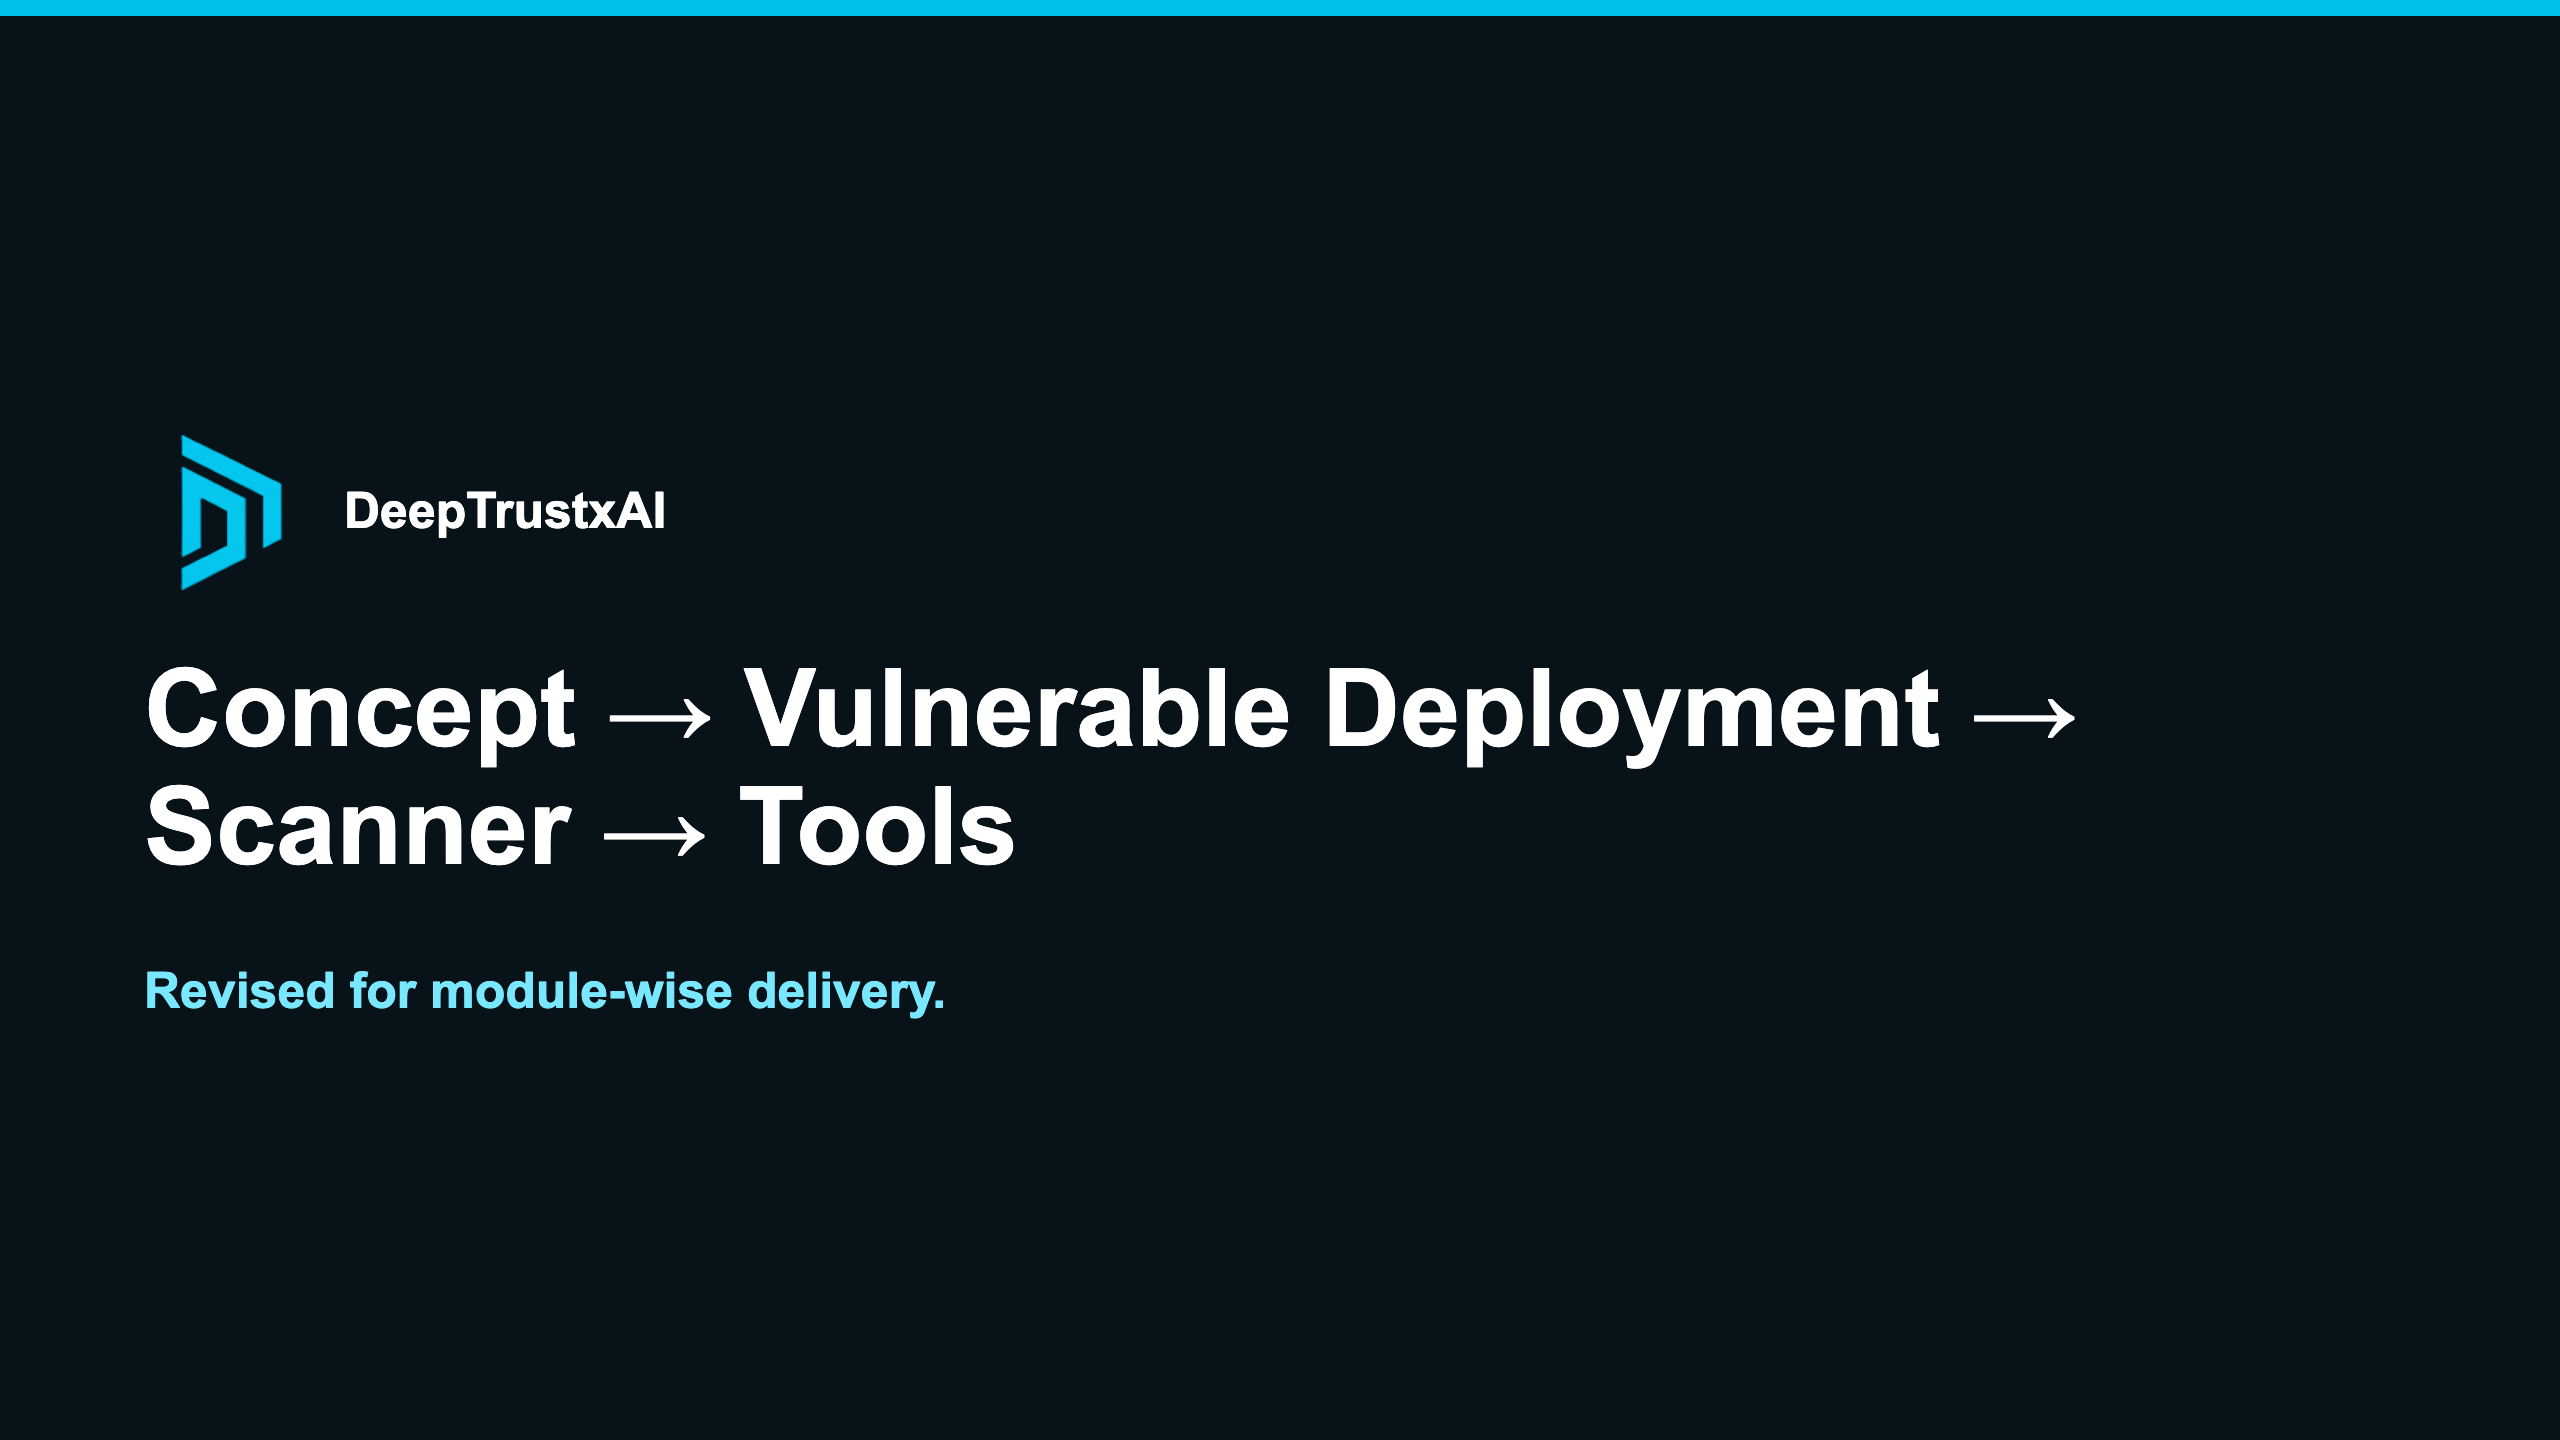 DeepTrustxAI
Concept → Vulnerable Deployment →
Scanner → Tools
Revised for module-wise delivery.